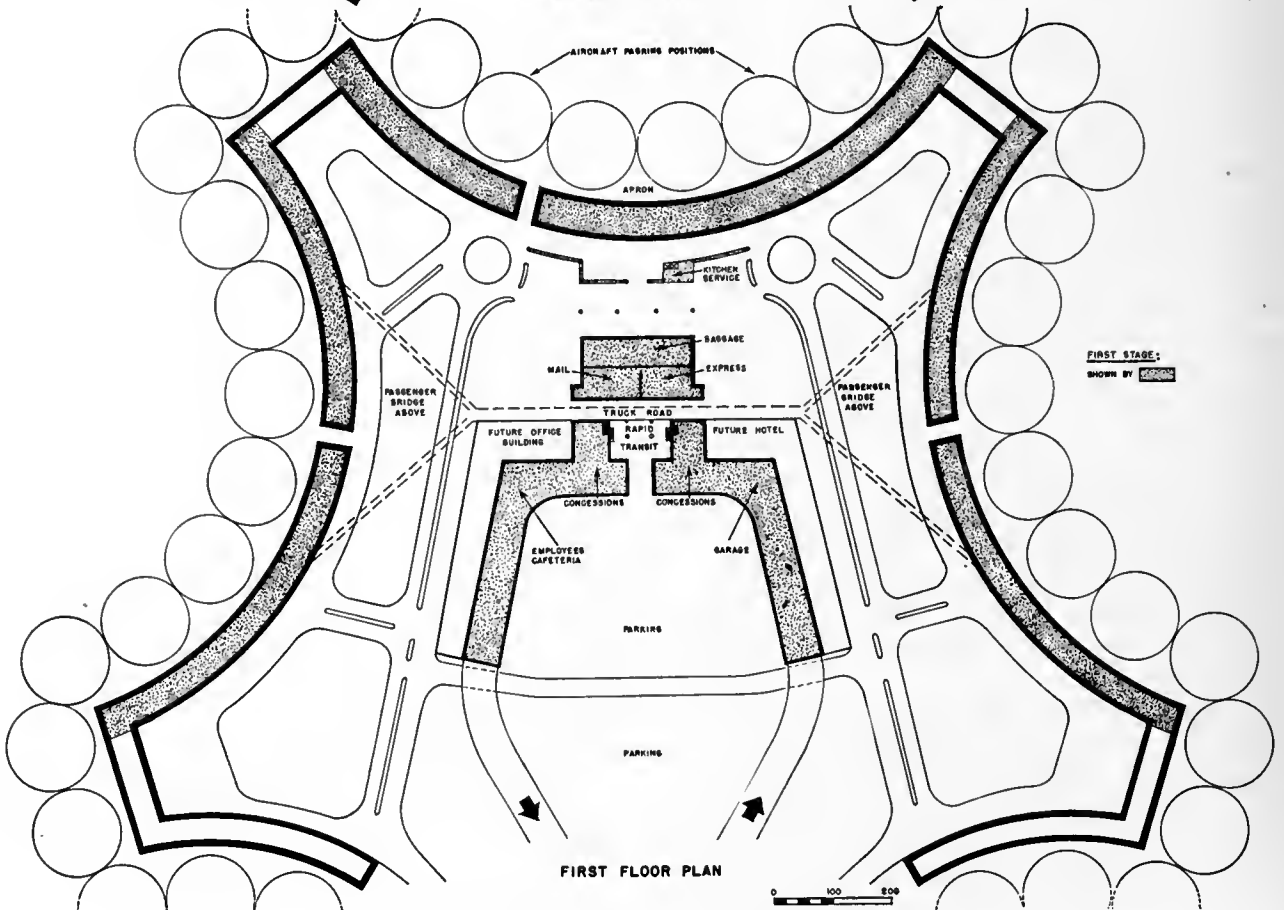 AIRCRAFT PARKING POSITIONS
APRON
KITCHEN
SERVICE
BAGGAGE
MAIL
EXPRESS
FIRST STAGE:
SHOWN BY
PASSENGER
BRIDGE
ABOVE
PASSENGER
BRIDGE
ABOVE
TRUCK ROAD
FUTURE OFFICE
BUILDING
RAPID
TRANSIT
FUTURE HOTEL
CONCESSIONS
CONCESSIONS
EMPLOYEES
CAFETERIA
GARAGE
PARKING
PARKING
FIRST FLOOR PLAN
0 100 200